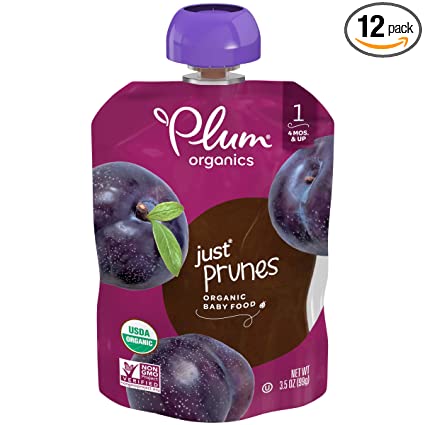 12 pack
Plum®
organics
1
4 MOS.
& UP
just®
prunes
ORGANIC
BABY FOOD
USDA
ORGANIC
NON
GMO
VERIFIED
U
NET WT
3.5 OZ (99g)